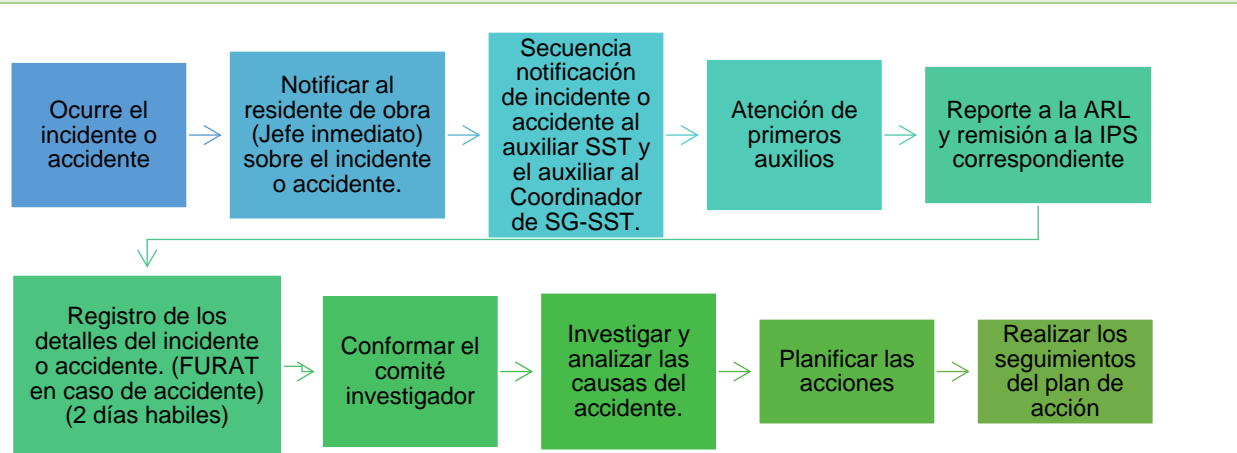 Ocurre el
incidente o
accidente
Notificar al
residente de obra
(Jefe inmediato)
sobre el incidente
o accidente.
Secuencia
notificación
de incidente o
accidente al
auxiliar SST y
el auxiliar al
Coordinador
de SG-SST.
Atención de
primeros
auxilios
Reporte a la ARL
y remisión a la IPS
correspondiente
Registro de los
detalles del incidente
o accidente. (FURAT
en caso de accidente)
(2 días habiles)
Conformar el
comité
investigador
Investigar y
analizar las
causas del
accidente.
Planificar las
acciones
Realizar los
seguimientos
del plan de
acción